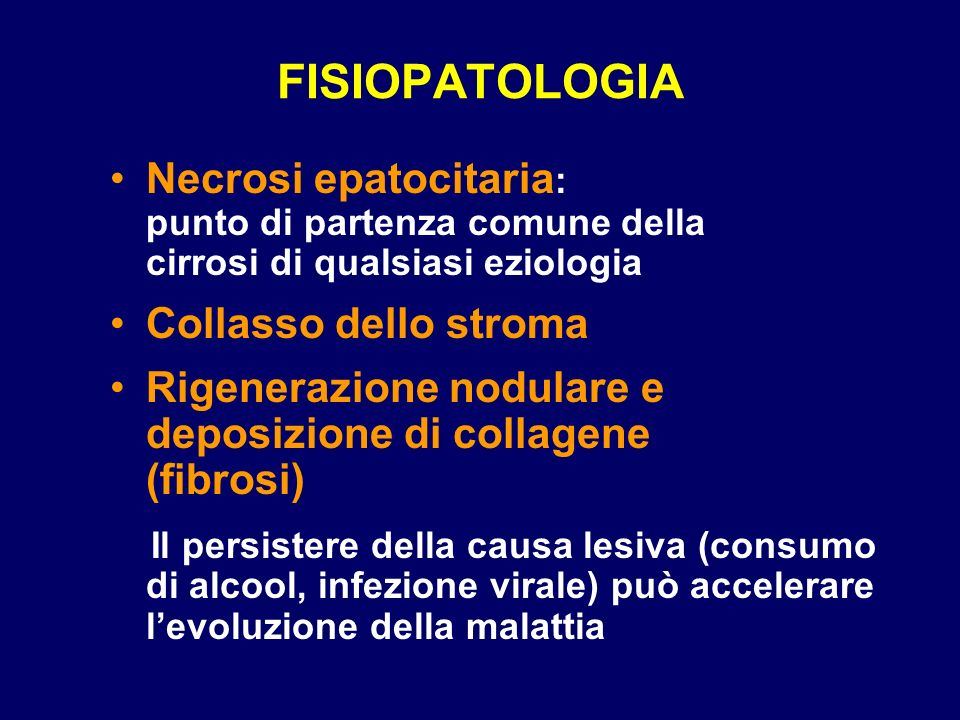 FISIOPATOLOGIA
• Necrosi epatocitaria:
punto di partenza comune della
cirrosi di qualsiasi eziologia
• Collasso dello stroma
• Rigenerazione nodulare e
deposizione di collagene
(fibrosi)
Il persistere della causa lesiva (consumo
di alcool, infezione virale) può accelerare
l’evoluzione della malattia